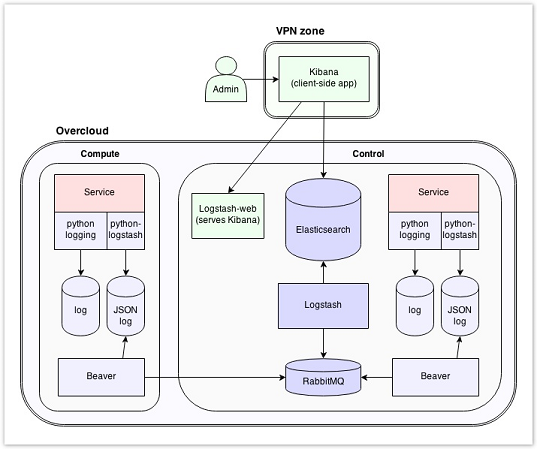 VPN zone
Kibana
(client-side app)
Admin
Overcloud
Compute
Control
Service
python
logging
python-
logstash
log
JSON
log
Beaver
Logstash-web
(serves Kibana)
Elasticsearch
Logstash
RabbitMQ
Service
python
logging
python-
logstash
log
JSON
log
Beaver